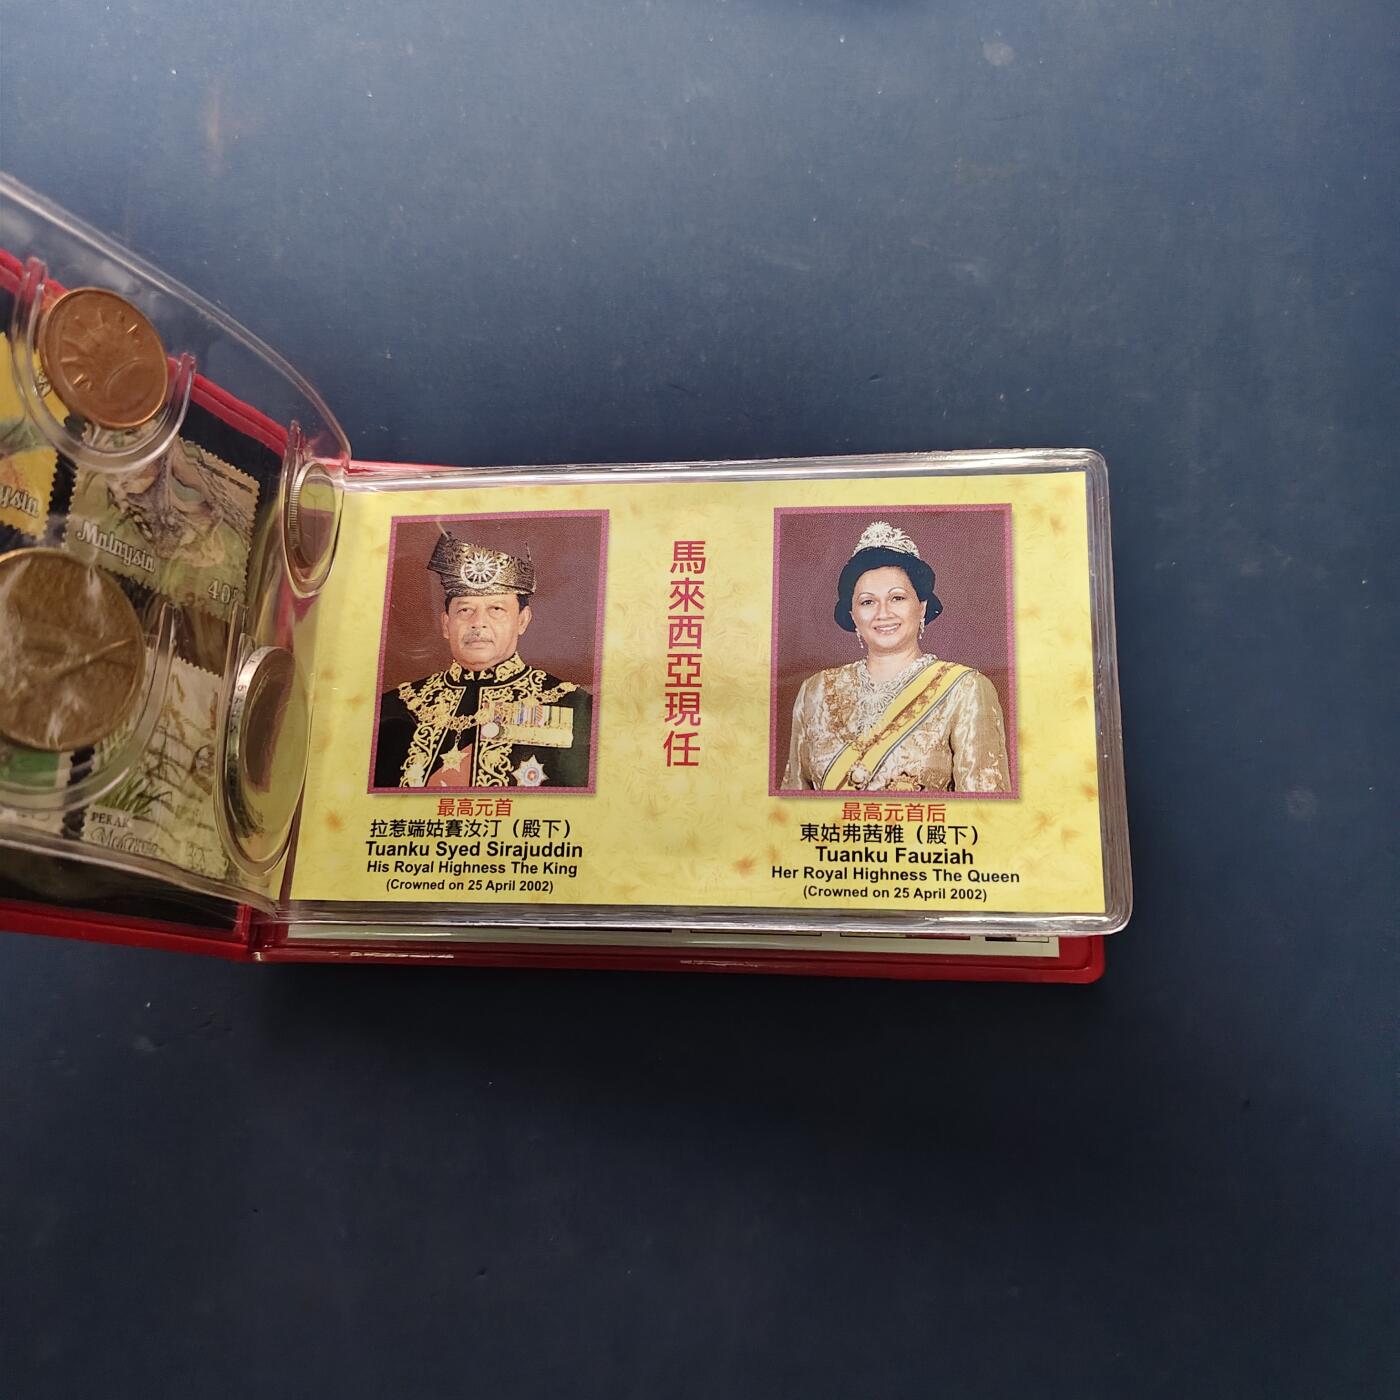 Malaysia
40
PERAK
馬來西亞現任
最高元首
拉惹端姑賽汝汀（殿下）
Tuanku Syed Sirajuddin
His Royal Highness The King
(Crowned on 25 April 2002)
最高元首后
東姑弗茜雅（殿下）
Tuanku Fauziah
Her Royal Highness The Queen
(Crowned on 25 April 2002)